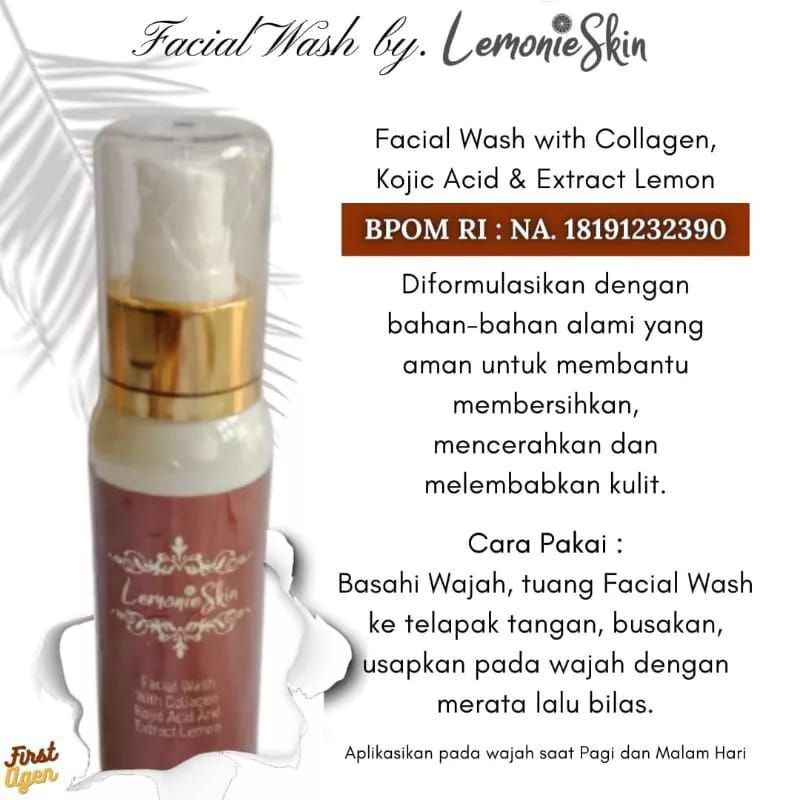 Facial Wash by. LemonieSkin
Facial Wash with Collagen,
Kojic Acid & Extract Lemon
BPOM RI : NA. 18191232390
Diformulasikan dengan
bahan-bahan alami yang
aman untuk membantu
membersihkan,
mencerahkan dan
melembabkan kulit.
Cara Pakai :
Basahi Wajah, tuang Facial Wash
ke telapak tangan, busakan,
usapkan pada wajah dengan
merata lalu bilas.
Aplikasikan pada wajah saat Pagi dan Malam Hari
LemonieSkin
Facial Wash
With Collagen
Kojic Acid And
Extract Lemon
First
Agen